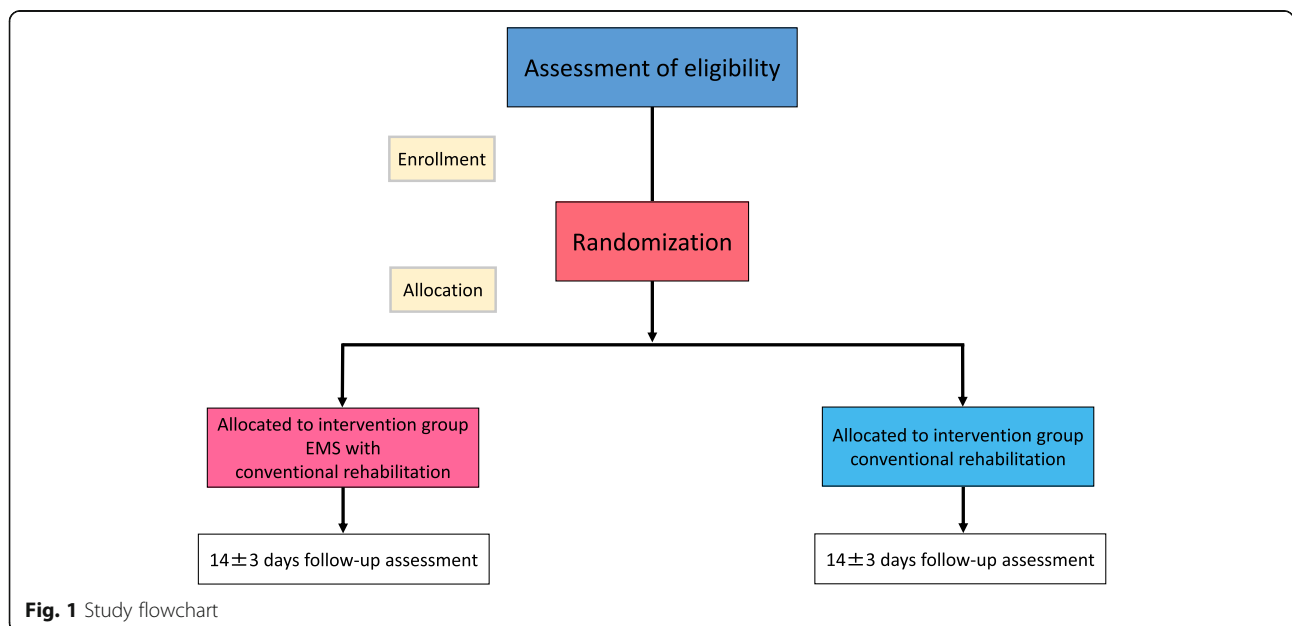 Assessment of eligibility
Enrollment
Randomization
Allocation
Allocated to intervention group
EMS with
conventional rehabilitation
Allocated to intervention group
conventional rehabilitation
14±3 days follow-up assessment
14±3 days follow-up assessment
Fig. 1 Study flowchart